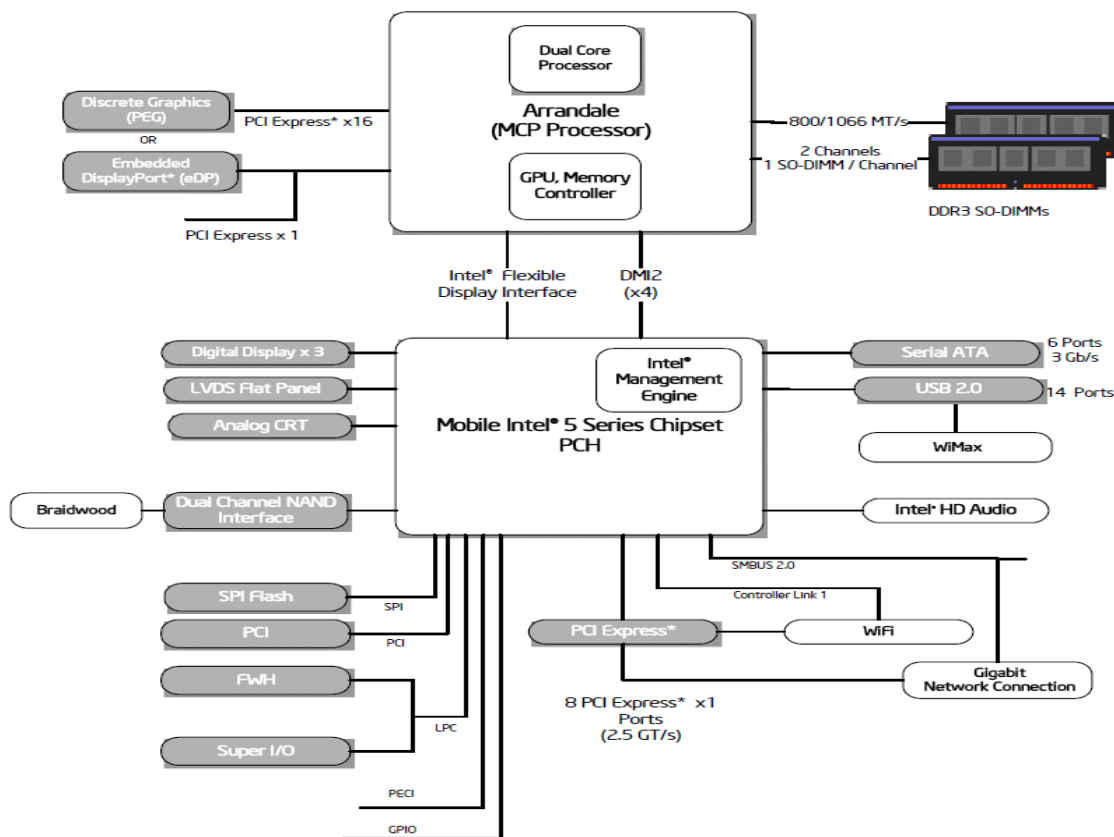 Dual Core
Processor
Arrandale
(MCP Processor)
GPU, Memory
Controller
Discrete Graphics
(PEG)
OR
Embedded
DisplayPort* (eDP)
PCI Express* x16
PCI Express x 1
800/1066 MT/s
2 Channels
1 SO-DIMM / Channel
DDR3 SO-DIMMs
Intel® Flexible
Display Interface
DMI2
(x4)
Digital Display x 3
LVDS Flat Panel
Analog CRT
Intel®
Management
Engine
Mobile Intel® 5 Series Chipset
PCH
Serial ATA
6 Ports
3 Gb/s
USB 2.0
14 Ports
WiMax
Braidwood
Dual Channel NAND
Interface
Intel® HD Audio
SPI Flash
SPI
PCI
PCI
FWH
Super I/O
LPC
PECI
GPIO
SMBUS 2.0
Controller Link 1
PCI Express*
WiFi
Gigabit
Network Connection
8 PCI Express* x1
Ports
(2.5 GT/s)